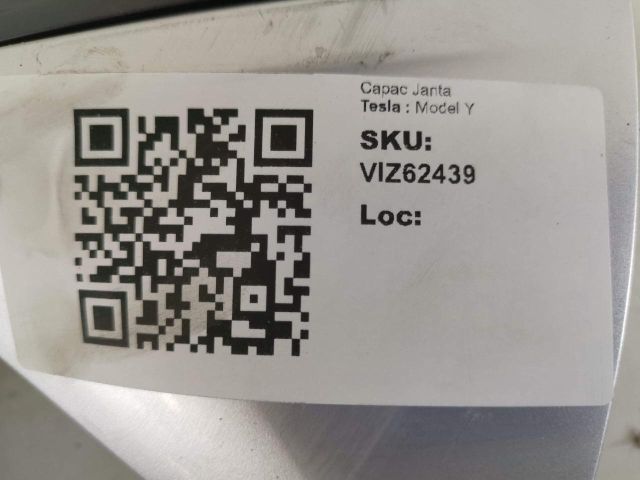 Capac Janta
Tesla : Model Y
SKU:
VIZ62439
Loc: